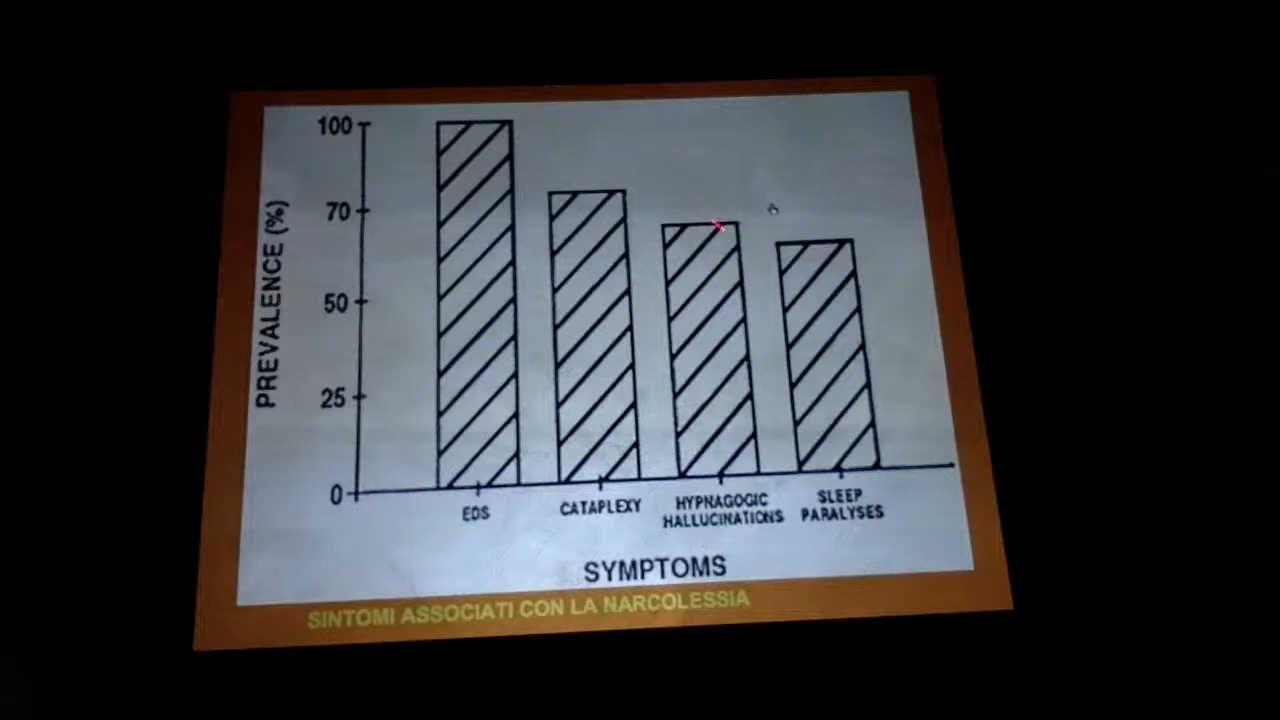 100
70
50
25
0
PREVALENCE (%)
EDS
CATAPLEXY
HYPNAGOGIC
HALLUCINATIONS
SLEEP
PARALYSES
SYMPTOMS
SINTOMI ASSOCIATI CON LA NARCOLESSIA